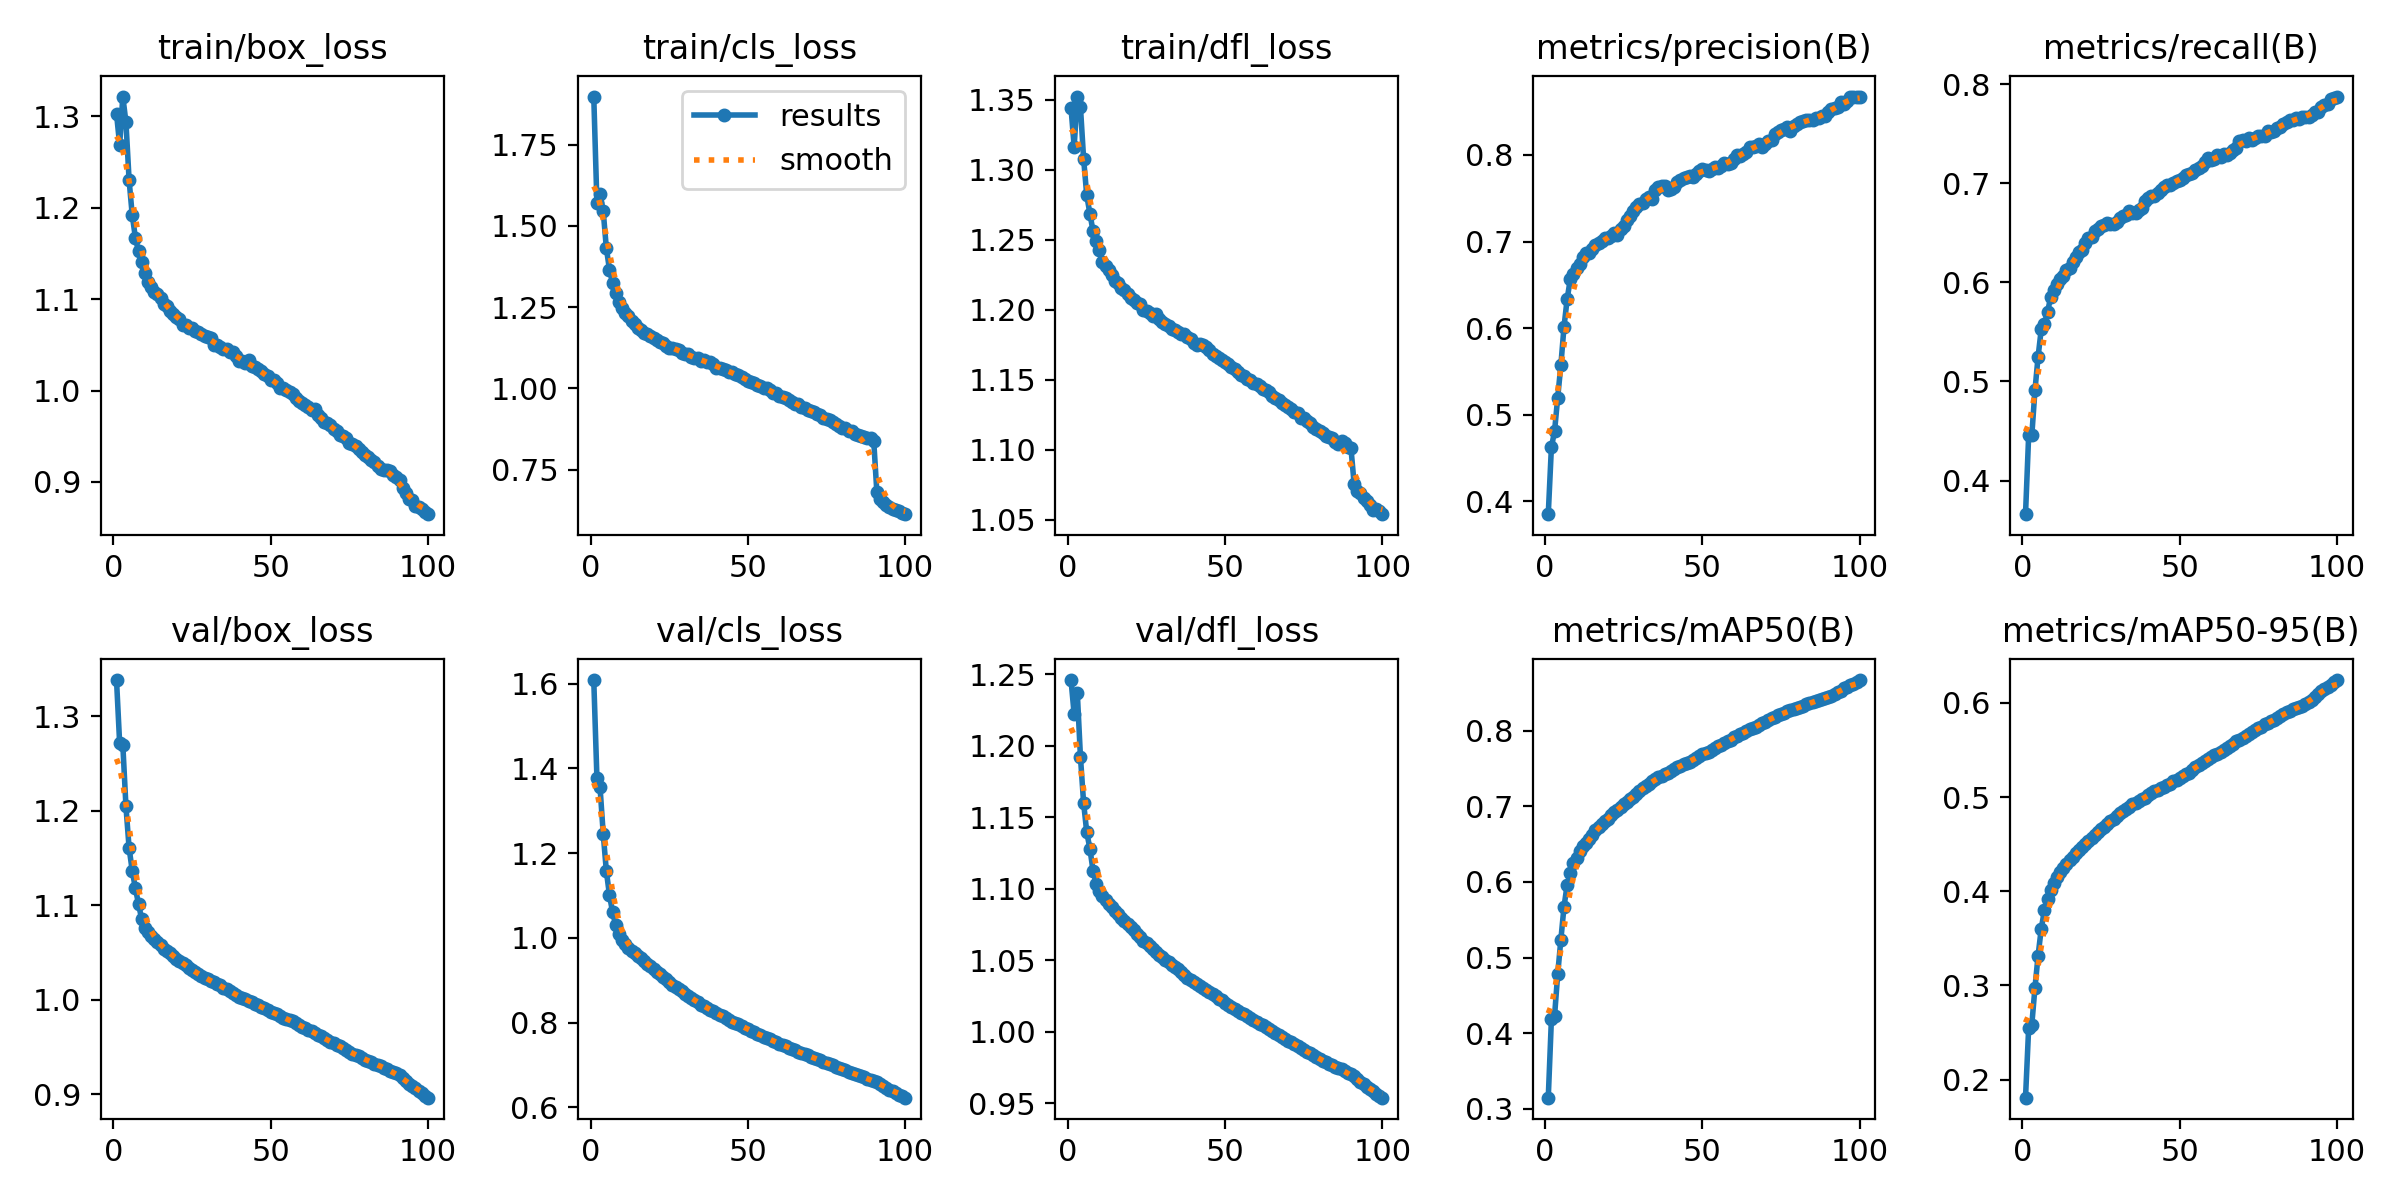 train/box_loss
1.3
1.2
1.1
1.0
0.9
0 50 100
train/cls_loss
results
smooth
1.75
1.50
1.25
1.00
0.75
0 50 100
train/dfl_loss
1.35
1.30
1.25
1.20
1.15
1.10
1.05
0 50 100
metrics/precision(B)
0.8
0.7
0.6
0.5
0.4
0 50 100
metrics/recall(B)
0.8
0.7
0.6
0.5
0.4
0 50 100
val/box_loss
1.3
1.2
1.1
1.0
0.9
0 50 100
val/cls_loss
1.6
1.4
1.2
1.0
0.8
0.6
0 50 100
val/dfl_loss
1.25
1.20
1.15
1.10
1.05
1.00
0.95
0 50 100
metrics/mAP50(B)
0.8
0.7
0.6
0.5
0.4
0.3
0 50 100
metrics/mAP50-95(B)
0.6
0.5
0.4
0.3
0.2
0 50 100